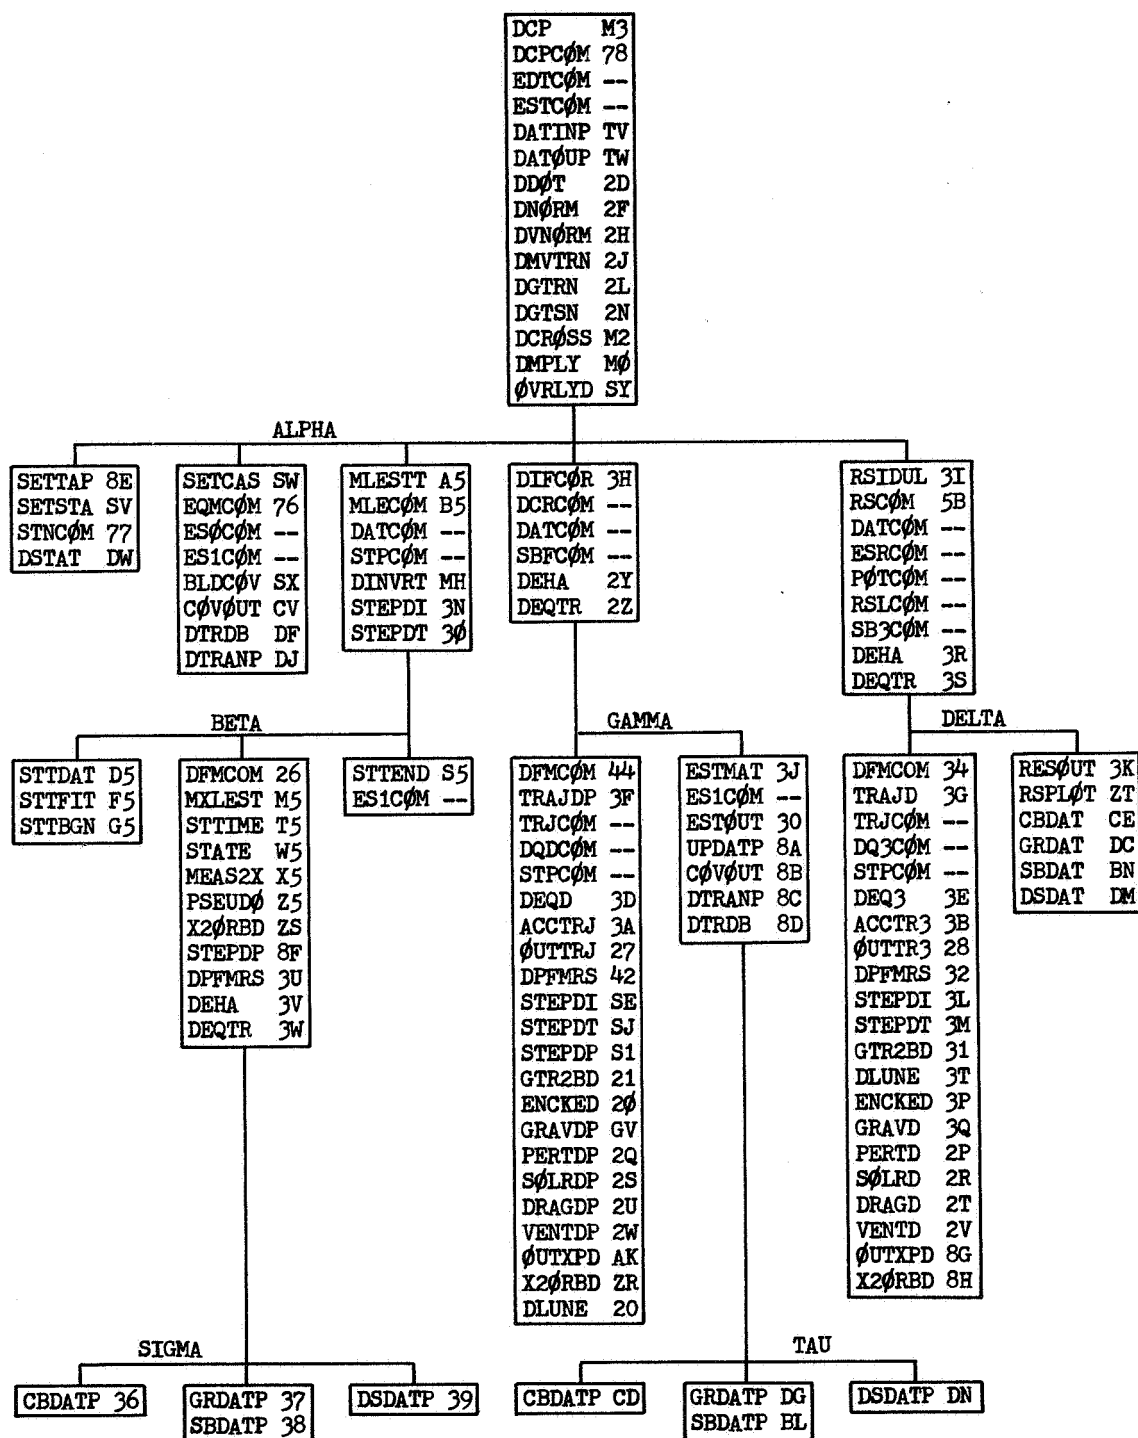 DCP M3
DCPCØM 78
EDTCØM --
ESTCØM --
DATINP TV
DATØUP TW
DDØT 2D
DNØRM 2F
DVNØRM 2H
DMVTRN 2J
DGTRN 2L
DGTSN 2N
DCRØSS M2
DMPLY MØ
ØVRLYD SY
ALPHA
SETTAP 8E
SETSTA SV
STNCØM 77
DSTAT DW
SETCAS SW
EQMCØM 76
ESØCØM --
ES1CØM --
BLDCØV SX
CØVØUT CV
DTRDB DF
DTRANP DJ
MLESTT A5
MLECØM B5
DATCØM --
STPCØM --
DINVRT MH
STEPDI 3N
STEPDT 3Ø
DIFCØR 3H
DCRCØM --
DATCØM --
SBFCØM --
DEHA 2Y
DEQTR 2Z
RSIDUL 3I
RSCØM 5B
DATCØM --
ESRCØM --
PØTCØM --
RSLCØM --
SB3CØM --
DEHA 3R
DEQTR 3S
BETA
STTDAT D5
STTFIT F5
STTBGN G5
DFMCOM 26
MXLEST M5
STTIME T5
STATE W5
MEAS2X X5
PSEUDØ Z5
X2ØRBD ZS
STEPDP 8F
DPFMRS 3U
DEHA 3V
DEQTR 3W
STTEND S5
ES1CØM --
GAMMA
DFMCØM 44
TRAJDP 3F
TRJCØM --
DQDCØM --
STPCØM --
DEQD 3D
ACCTRJ 3A
ØUTTRJ 27
DPFMRS 42
STEPDI SE
STEPDT SJ
STEPDP S1
GTR2BD 21
ENCKED 2Ø
GRAVDP GV
PERTDP 2Q
SØLRDP 2S
DRAGDP 2U
VENTDP 2W
ØUTXPD AK
X2ØRBD ZR
DLUNE 20
ESTMAT 3J
ES1CØM --
ESTØUT 30
UPDATP 8A
CØVØUT 8B
DTRANP 8C
DTRDB 8D
DELTA
DFMCOM 34
TRAJD 3G
TRJCØM --
DQ3CØM --
STPCØM --
DEQ3 3E
ACCTR3 3B
ØUTTR3 28
DPFMRS 32
STEPDI 3L
STEPDT 3M
GTR2BD 31
DLUNE 3T
ENCKED 3P
GRAVD 3Q
PERTD 2P
SØLRD 2R
DRAGD 2T
VENTD 2V
ØUTXPD 8G
X2ØRBD 8H
RESØUT 3K
RSPLØT ZT
CBDAT CE
GRDAT DC
SBDAT BN
DSDAT DM
SIGMA
CBDATP 36
GRDATP 37
SBDATP 38
DSDATP 39
TAU
CBDATP CD
GRDATP DG
SBDATP BL
DSDATP DN